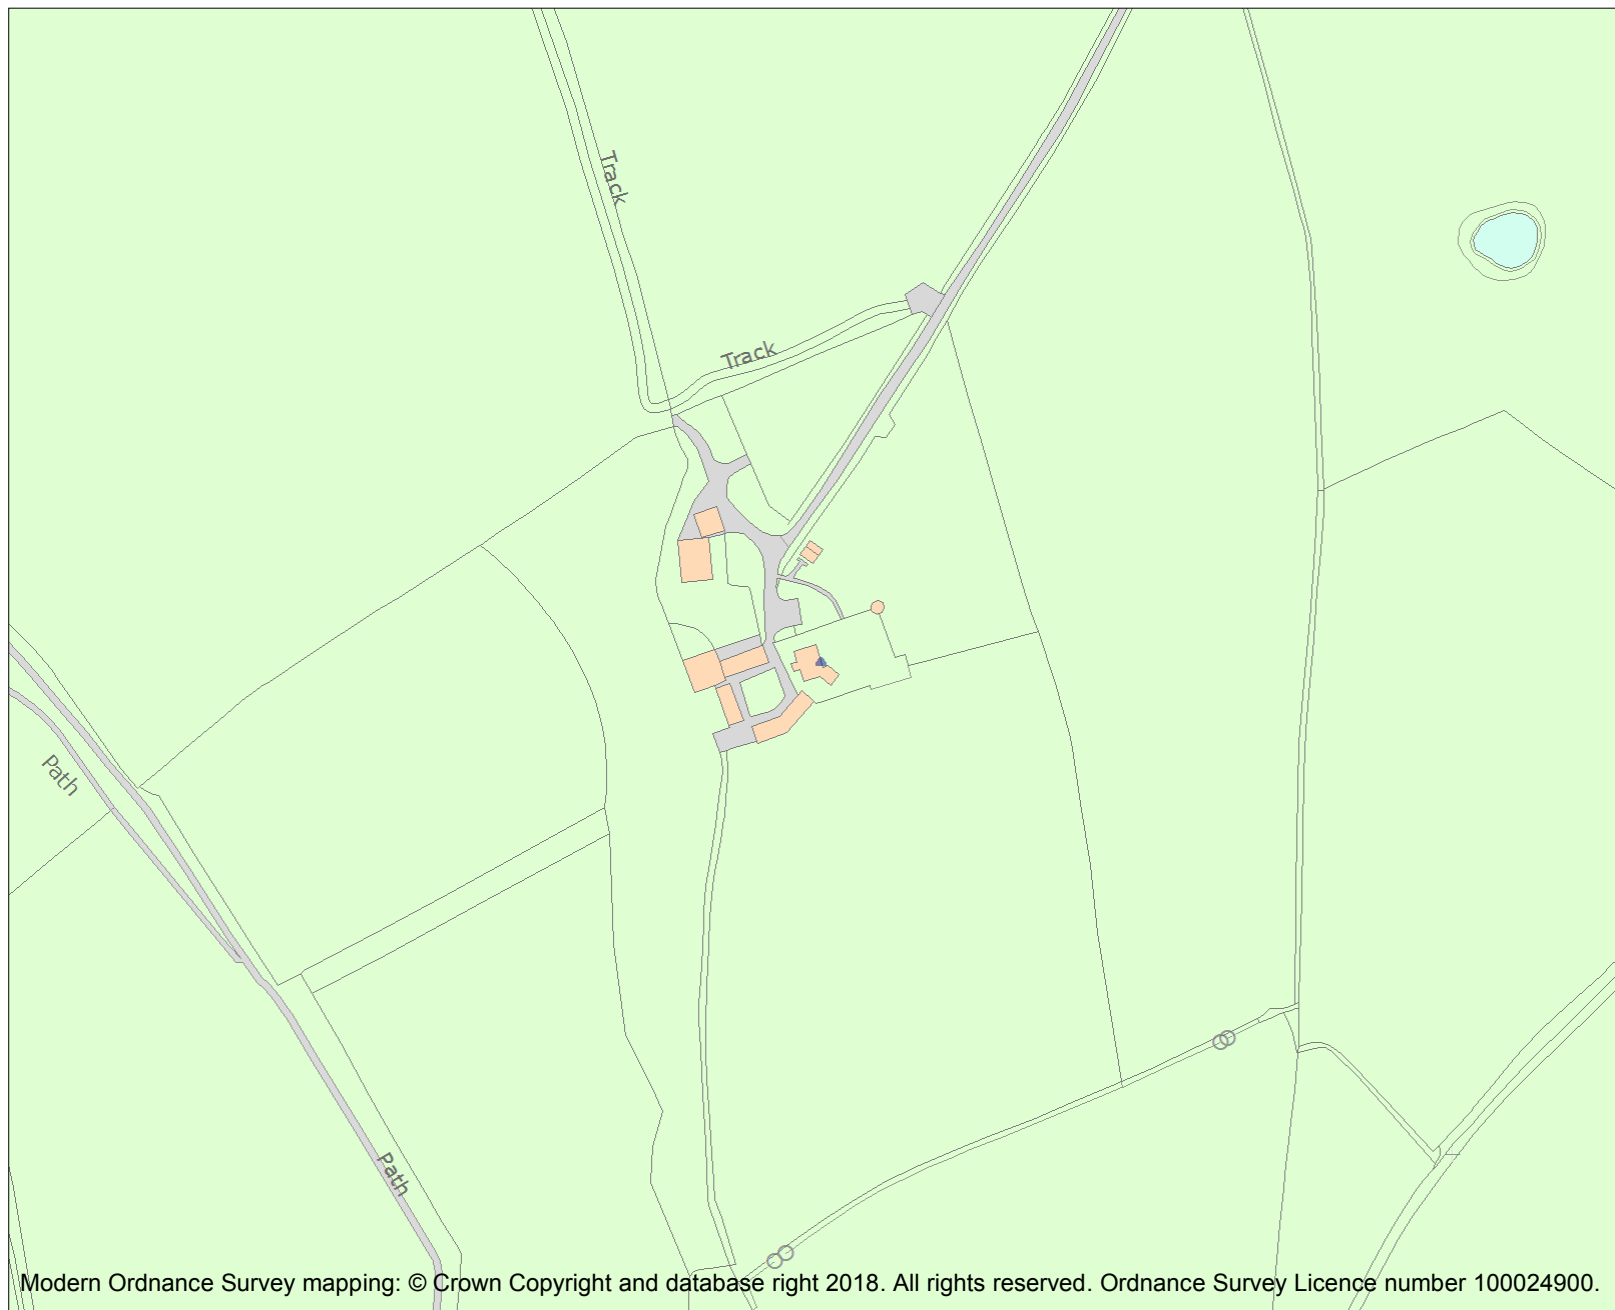 Track
Track
Path
Path
Modern Ordnance Survey mapping: © Crown Copyright and database right 2018. All rights reserved. Ordnance Survey Licence number 100024900.